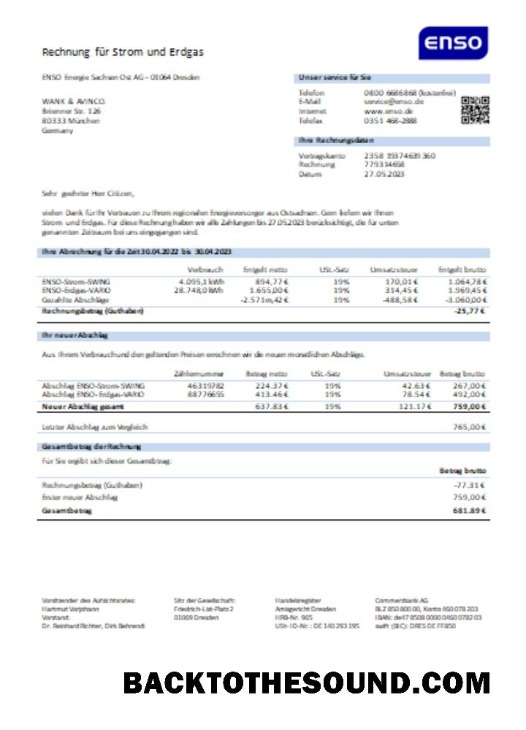 Rechnung für Strom und Erdgas
ENSO
ENSO Energie Sachsen Ost AG – 01064 Dresden
Unser service für Sie
Telefon 0800 6686868 (kostenfrei)
E-Mail service@enso.de
Internet www.enso.de
Telefax 0351 468-2888
WANK & AVINCO.
Brienner Str. 126
80333 München
Germany
Ihre Rechnungsdaten
Vertragskonto 2358
Rechnung
Datum 27.05.2023
Sehr geehrter Herr Citizen,
vielen Dank für Ihr Vertrauen zu Ihrem regionalen Energieversorger aus Ostsachsen. Gern liefern wir Ihnen
Strom und Erdgas. Für diese Rechnung haben wir alle Zahlungen bis 27.05.2023 berücksichtigt, die für unten
genannten Zeitraum bei uns eingegangen sind.
Ihre Abrechnung für die Zeit 30.04.2022 bis 30.04.2023
Verbrauch Entgelt netto USt.-Satz Umsatzsteuer Entgelt brutto
ENSO-Strom-SWING 4.095,1 kWh 894,77 € 19% 170,01 € 1.064,78 €
ENSO-Erdgas-VARIO 28.748,0 kWh 1.655,00 € 19% 314,45 € 1.969,45 €
Gezahlte Abschläge -2.571m,42 € 19% -488,58 € -3.060,00 €
Rechnungsbetrag (Guthaben) -25,77 €
Ihr neuer Abschlag
Aus Ihrem Verbrauch und den geltenden Preisen errechnen wir die neuen monatlichen Abschläge.
Zählernummer Betrag netto USt.-Satz Umsatzsteuer Betrag brutto
Abschlag ENSO-Strom-SWING 46319782 224.37 € 19% 42.63 € 267,00 €
Abschlag ENSO- Erdgas-VARIO 88776655 413.46 € 19% 78.54 € 492,00 €
Neuer Abschlag gesamt 637.83 € 19% 121.17 € 759,00 €
Letzter Abschlag zum Vergleich 765,00 €
Gesamtbetrag der Rechnung
Für Sie ergibt sich dieser Gesamtbetrag:
Betrag brutto
Rechnungsbetrag (Guthaben) -77.31 €
Erster neuer Abschlag 759,00 €
Gesamtbetrag 681.89 €
Vorsitzender des Aufsichtsrates: Sitz der Gesellschaft: Handelsregister Commerzbank AG
Hartmut Vorjohann Friedrich-List-Platz 2 Amtsgericht Dresden BLZ 850 800 00, Konto 460 078 203
Vorstand: 01069 Dresden HRB-Nr. 965 IBAN:
Dr. Reinhard Richter, Dirk Behrendt USt-ID-Nr.: DE 140 293 195 swift (BIC): DRES DE FF850
BACKTOTHESOUND.COM